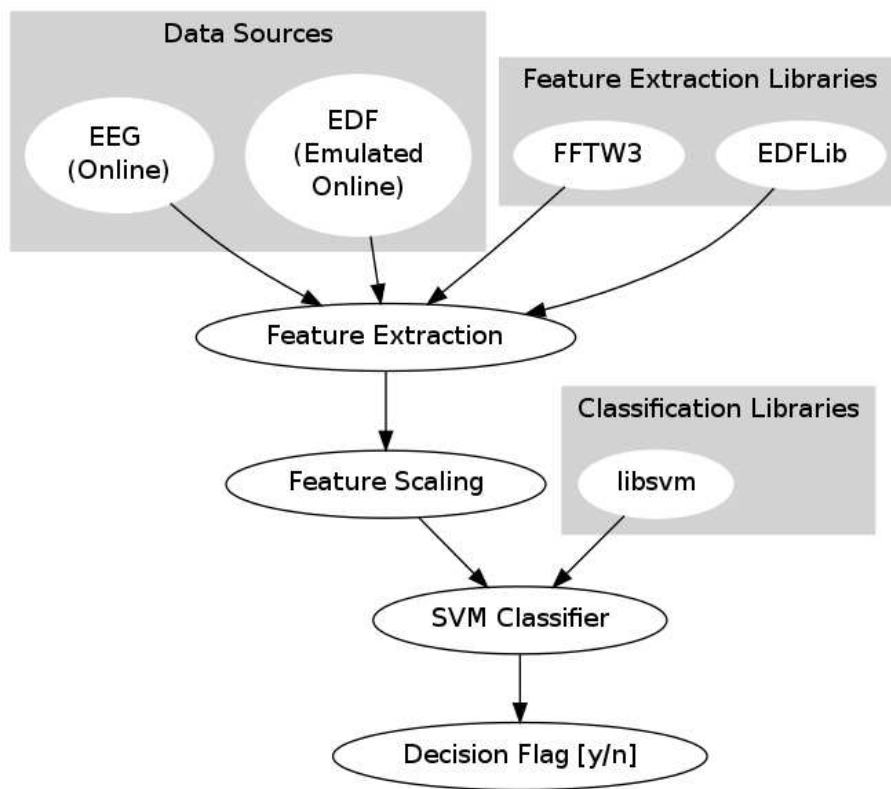 Data Sources
EEG
(Online)
EDF
(Emulated
Online)
Feature Extraction Libraries
FFTW3
EDFLib
Feature Extraction
Classification Libraries
Feature Scaling
libsvm
SVM Classifier
Decision Flag [y/n]